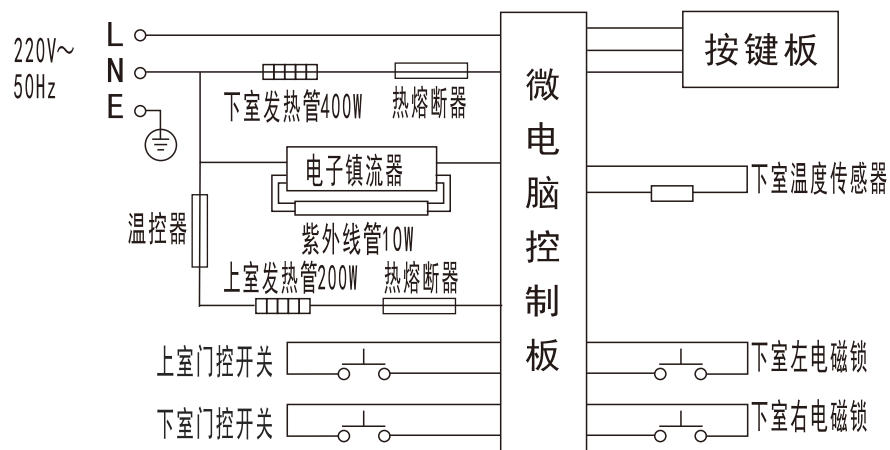 220V～
50Hz
L
N
E
下室发热管400W
热熔断器
电子镇流器
紫外线管10W
温控器
上室发热管200W
热熔断器
上室门控开关
下室门控开关
微电脑控制板
按键板
下室温度传感器
下室左电磁锁
下室右电磁锁